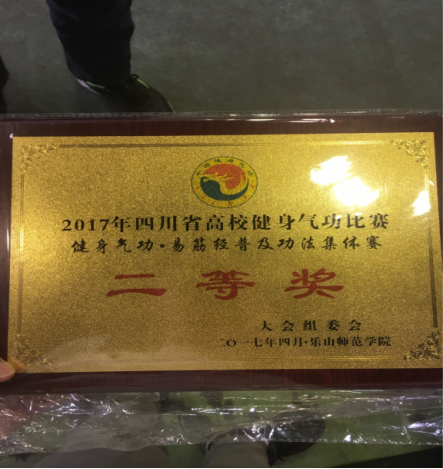 2017年四川省高校健身气功比赛
健身气功·易筋经普及功法集体赛
二等奖
大会组委会
二〇一七年四月·乐山师范学院